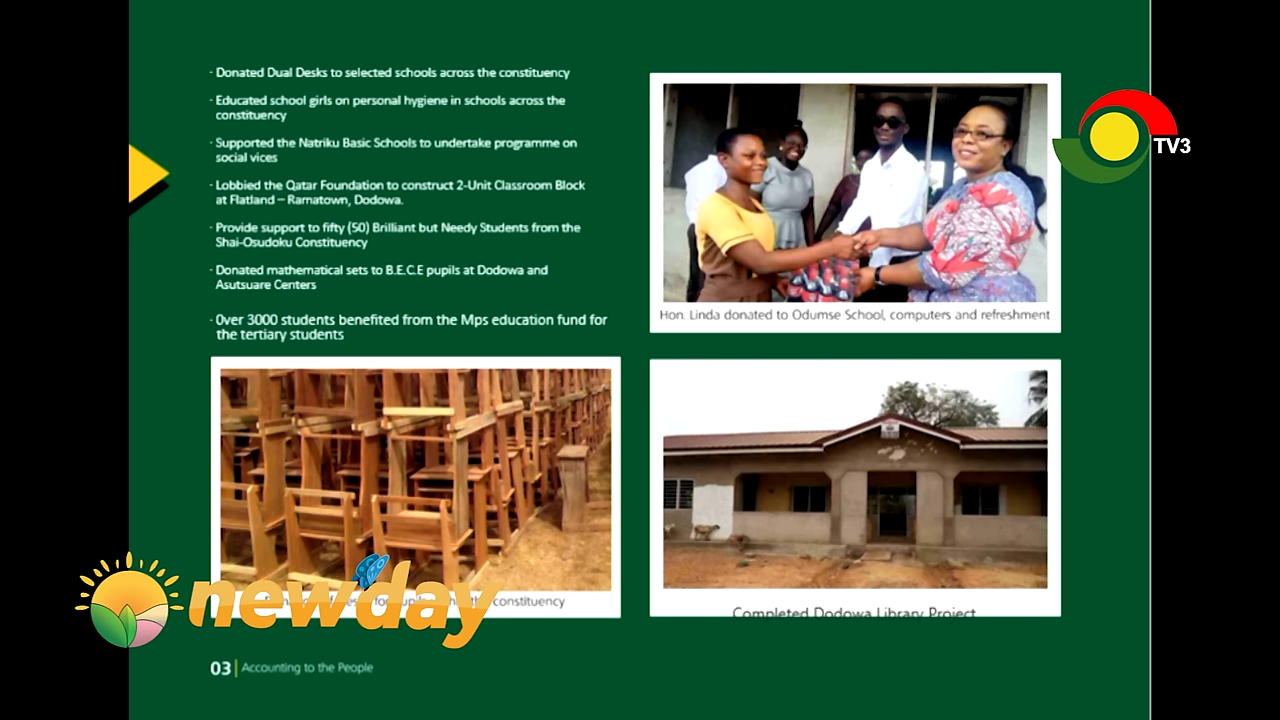 · Donated Dual Desks to selected schools across the constituency
· Educated school girls on personal hygiene in schools across the
constituency
· Supported the Natriku Basic Schools to undertake programme on
social vices
· Lobbied the Qatar Foundation to construct 2-Unit Classroom Block
at Flatland – Ramatown, Dodowa.
· Provide support to fifty (50) Brilliant but Needy Students from the
Shai-Osudoku Constituency
· Donated mathematical sets to B.E.C.E pupils at Dodowa and
Asutsuare Centers
· Over 3000 students benefited from the Mps education fund for
the tertiary students
TV3
Hon. Linda donated to Odumse School, computers and refreshment
constituency
Completed Dodowa Library Project
newday
03 | Accounting to the People